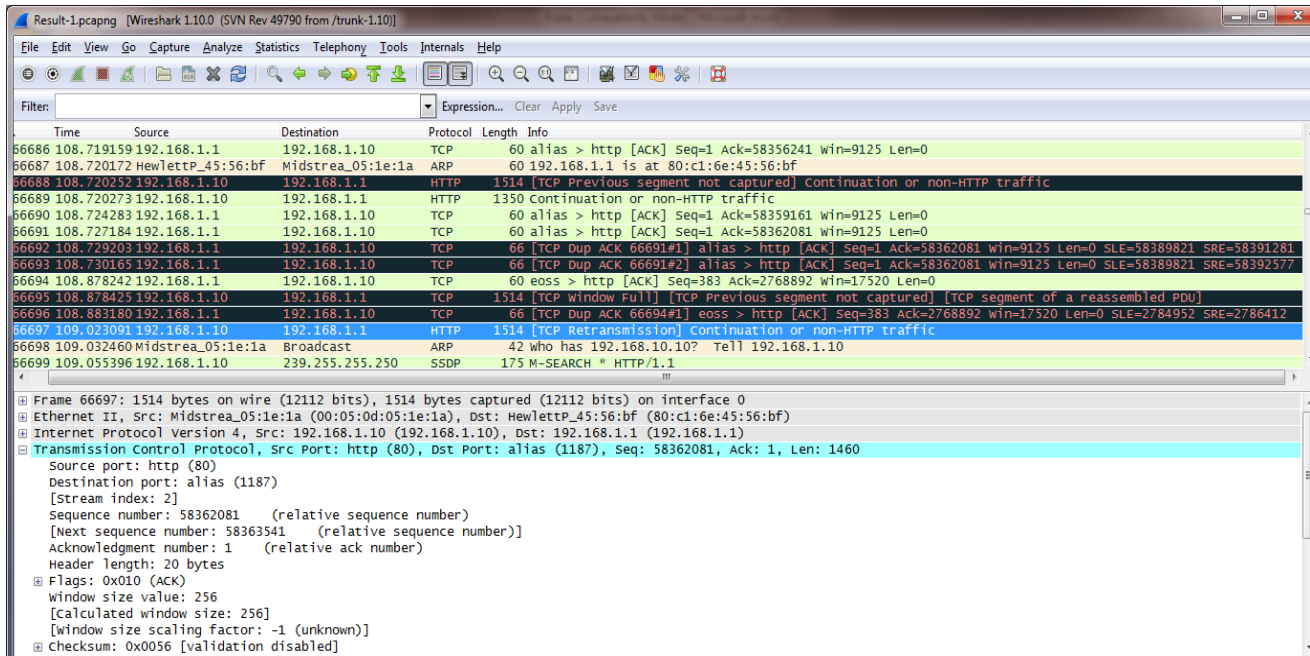 Result-1.pcapng [Wireshark 1.10.0 (SVN Rev 49790 from /trunk-1.10)]
File Edit View Go Capture Analyze Statistics Telephony Tools Internals Help
Filter: Expression... Clear Apply Save
. Time Source Destination Protocol Length Info
66686 108.719159 192.168.1.1 192.168.1.10 TCP 60 alias > http [ACK] Seq=1 Ack=58356241 Win=9125 Len=0
66687 108.720172 HewlettP_45:56:bf Midstrea_05:1e:1a ARP 60 192.168.1.1 is at 80:c1:6e:45:56:bf
66688 108.720252 192.168.1.10 192.168.1.1 HTTP 1514 [TCP Previous segment not captured] Continuation or non-HTTP traffic
66689 108.720273 192.168.1.10 192.168.1.1 HTTP 1350 Continuation or non-HTTP traffic
66690 108.724283 192.168.1.1 192.168.1.10 TCP 60 alias > http [ACK] Seq=1 Ack=58359161 Win=9125 Len=0
66691 108.727184 192.168.1.1 192.168.1.10 TCP 60 alias > http [ACK] Seq=1 Ack=58362081 Win=9125 Len=0
66692 108.729203 192.168.1.1 192.168.1.10 TCP 66 [TCP Dup ACK 66691#1] alias > http [ACK] Seq=1 Ack=58362081 Win=9125 Len=0 SLE=58389821 SRE=58391281
66693 108.730165 192.168.1.1 192.168.1.10 TCP 66 [TCP Dup ACK 66691#2] alias > http [ACK] Seq=1 Ack=58362081 Win=9125 Len=0 SLE=58389821 SRE=58392577
66694 108.878242 192.168.1.1 192.168.1.10 TCP 60 eoss > http [ACK] Seq=383 Ack=2768892 Win=17520 Len=0
66695 108.878425 192.168.1.10 192.168.1.1 TCP 1514 [TCP Window Full] [TCP Previous segment not captured] [TCP segment of a reassembled PDU]
66696 108.883180 192.168.1.1 192.168.1.10 TCP 66 [TCP Dup ACK 66694#1] eoss > http [ACK] Seq=383 Ack=2768892 Win=17520 Len=0 SLE=2784952 SRE=2786412
66697 109.023091 192.168.1.10 192.168.1.1 HTTP 1514 [TCP Retransmission] Continuation or non-HTTP traffic
66698 109.032460 Midstrea_05:1e:1a Broadcast ARP 42 Who has 192.168.10.10? Tell 192.168.1.10
66699 109.055396 192.168.1.10 239.255.255.250 SSDP 175 M-SEARCH * HTTP/1.1
Frame 66697: 1514 bytes on wire (12112 bits), 1514 bytes captured (12112 bits) on interface 0
Ethernet II, Src: Midstrea_05:1e:1a (00:05:0d:05:1e:1a), Dst: HewlettP_45:56:bf (80:c1:6e:45:56:bf)
Internet Protocol Version 4, Src: 192.168.1.10 (192.168.1.10), Dst: 192.168.1.1 (192.168.1.1)
Transmission Control Protocol, Src Port: http (80), Dst Port: alias (1187), Seq: 58362081, Ack: 1, Len: 1460
Source port: http (80)
Destination port: alias (1187)
[Stream index: 2]
Sequence number: 58362081 (relative sequence number)
[Next sequence number: 58363541 (relative sequence number)]
Acknowledgment number: 1 (relative ack number)
Header length: 20 bytes
Flags: 0x010 (ACK)
Window size value: 256
[Calculated window size: 256]
[Window size scaling factor: -1 (unknown)]
Checksum: 0x0056 [validation disabled]